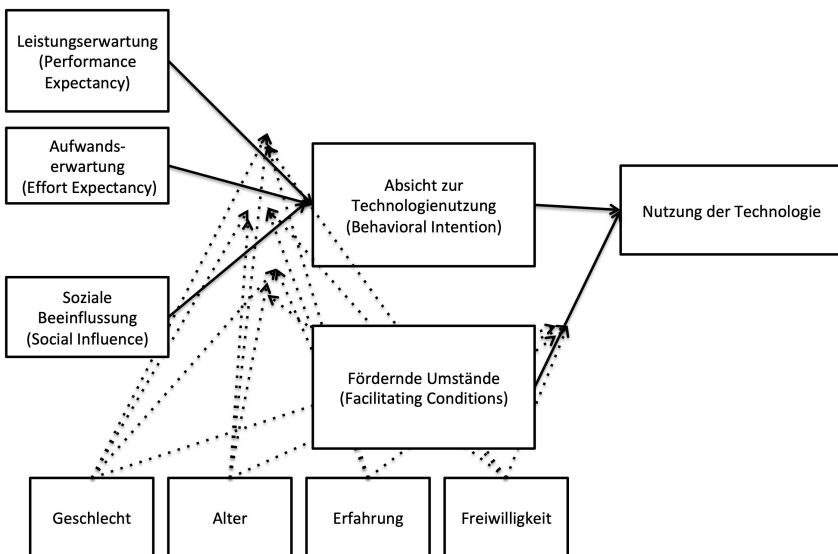 Leistungserwartung
(Performance
Expectancy)
Aufwands-
erwartung
(Effort Expectancy)
Soziale
Beeinflussung
(Social Influence)
Absicht zur
Technologienutzung
(Behavioral Intention)
Nutzung der Technologie
Fördernde Umstände
(Facilitating Conditions)
Geschlecht
Alter
Erfahrung
Freiwilligkeit